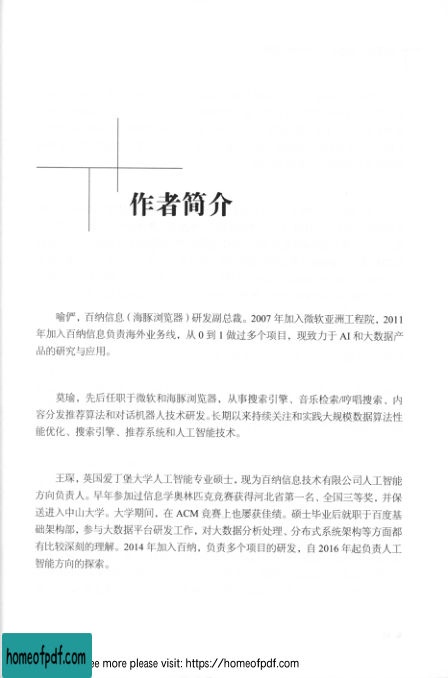 作者简介
喻俨，百纳信息（海豚浏览器）研发副总裁。2007 年加入微软亚洲工程院，2011
年加入百纳信息负责海外业务线，从 0 到 1 做过多个项目，现致力于 AI 和大数据产
品的研究与应用。
莫瑜，先后任职于微软和海豚浏览器，从事搜索引擎、音乐检索/哼唱搜索、内
容分发推荐算法和对话机器人技术研发。长期以来持续关注和实践大规模数据算法性
能优化、搜索引擎、推荐系统和人工智能技术。
王琛，英国爱丁堡大学人工智能专业硕士，现为百纳信息技术有限公司人工智能
方向负责人。早年参加过信息学奥林匹克竞赛获得河北省第一名、全国三等奖，并保
送进入中山大学。大学期间，在 ACM 竞赛上也屡获佳绩。硕士毕业后就职于百度基
础架构部，参与大数据平台研发工作，对大数据分析处理、分布式系统架构等方面都
有比较深刻的理解。2014 年加入百纳，负责多个项目的研发，自 2016 年起负责人工
智能方向的探索。
homeofpdf.com
ee more please visit: https://homeofpdf.com